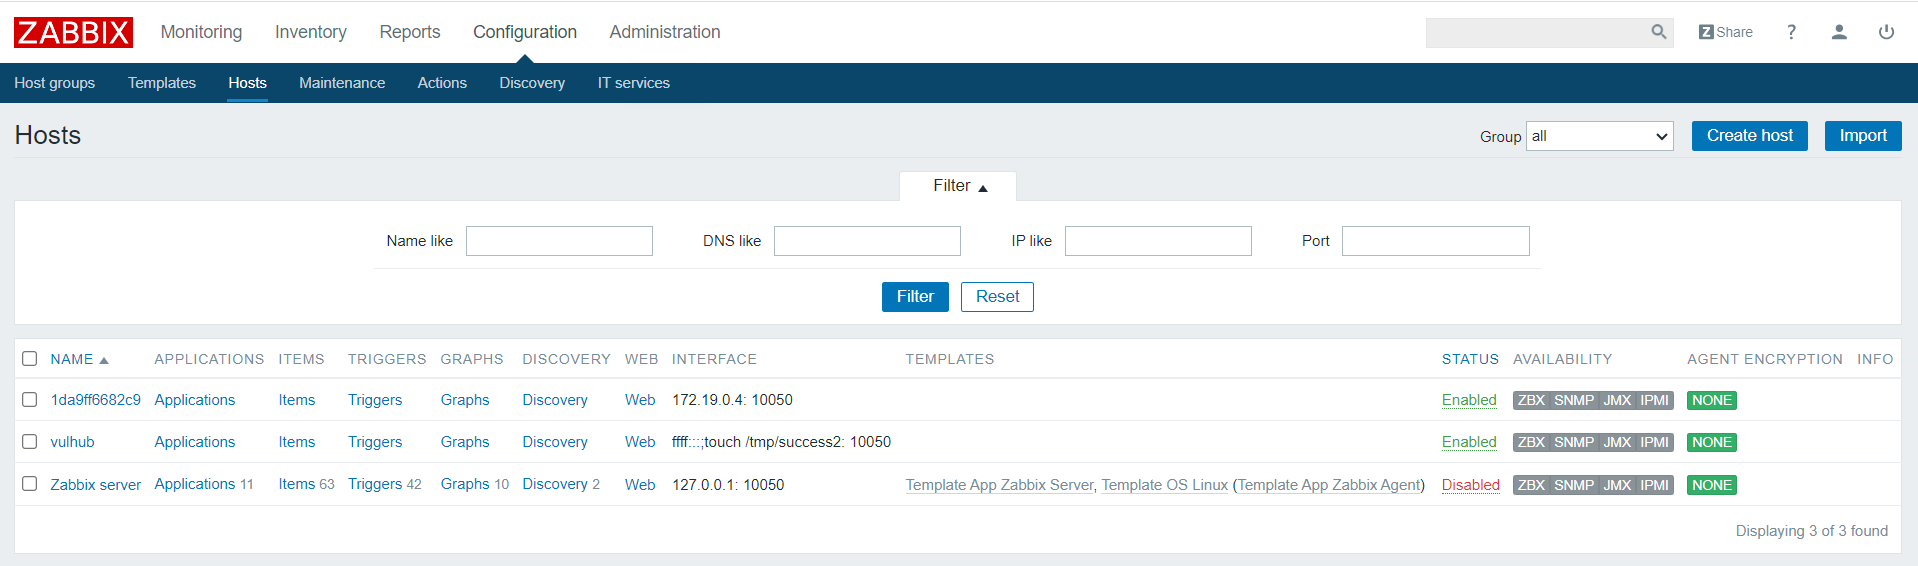 ZABBIX Monitoring Inventory Reports Configuration Administration Z Share ?
Host groups Templates Hosts Maintenance Actions Discovery IT services
Hosts Group all Create host Import
Filter
Name like DNS like IP like Port
Filter Reset
NAME APPLICATIONS ITEMS TRIGGERS GRAPHS DISCOVERY WEB INTERFACE TEMPLATES STATUS AVAILABILITY AGENT ENCRYPTION INFO
1da9ff6682c9 Applications Items Triggers Graphs Discovery Web 172.19.0.4: 10050 Enabled ZBX SNMP JMX IPMI NONE
vulhub Applications Items Triggers Graphs Discovery Web ffff:::;touch /tmp/success2: 10050 Enabled ZBX SNMP JMX IPMI NONE
Zabbix server Applications 11 Items 63 Triggers 42 Graphs 10 Discovery 2 Web 127.0.0.1: 10050 Template App Zabbix Server, Template OS Linux (Template App Zabbix Agent) Disabled ZBX SNMP JMX IPMI NONE
Displaying 3 of 3 found